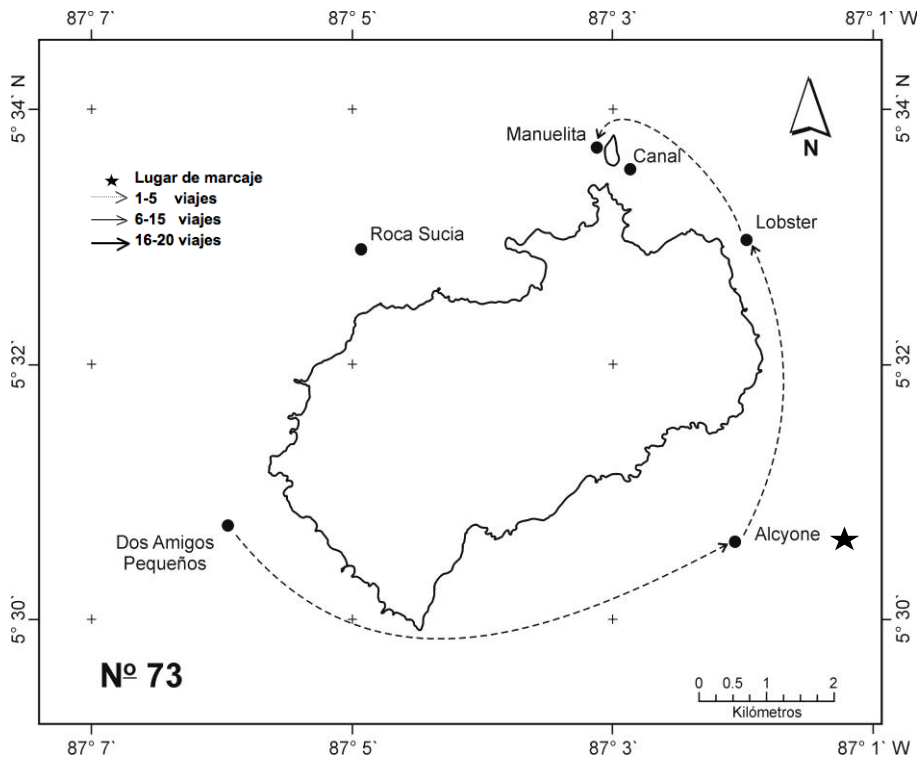 87° 7` 87° 5` 87° 3` 87° 1` W
5° 34` N
Manuelita
Canal
N
Lugar de marcaje
1-5 viajes
6-15 viajes
16-20 viajes
Roca Sucia
Lobster
5° 32`
Dos Amigos
Pequeños
Alcyone
5° 30`
Nº 73
0 0.5 1 2
Kilómetros
5° 34` N
5° 32`
5° 30`
87° 7` 87° 5` 87° 3` 87° 1` W